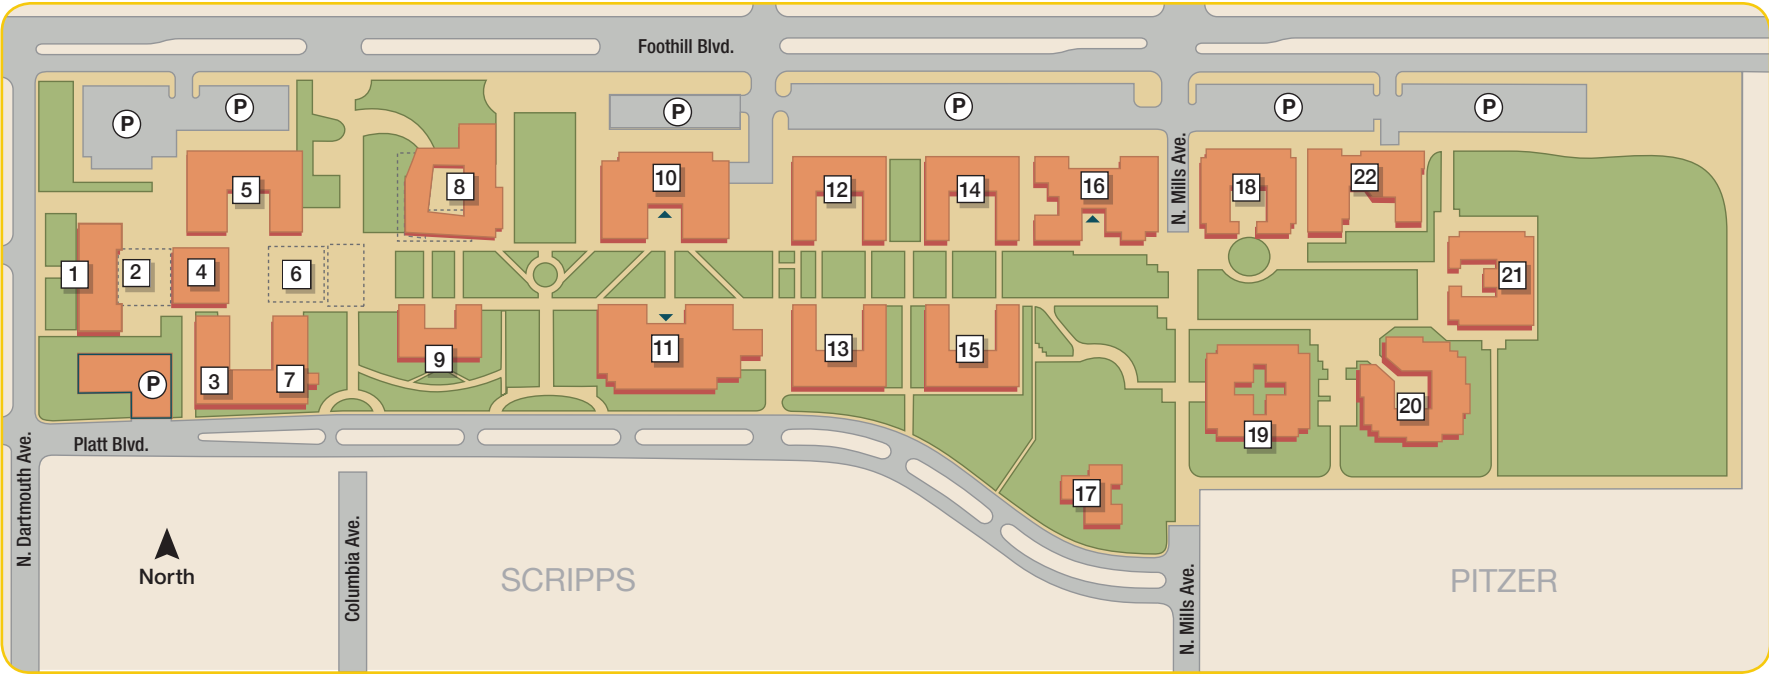 Foothill Blvd.
P
P
P
P
P
P
N. Mills Ave.
5
8
10
12
14
16
18
22
1
2
4
6
21
9
11
13
15
3
7
P
20
19
Platt Blvd.
N. Dartmouth Ave.
17
Columbia Ave.
North
SCRIPPS
N. Mills Ave.
PITZER